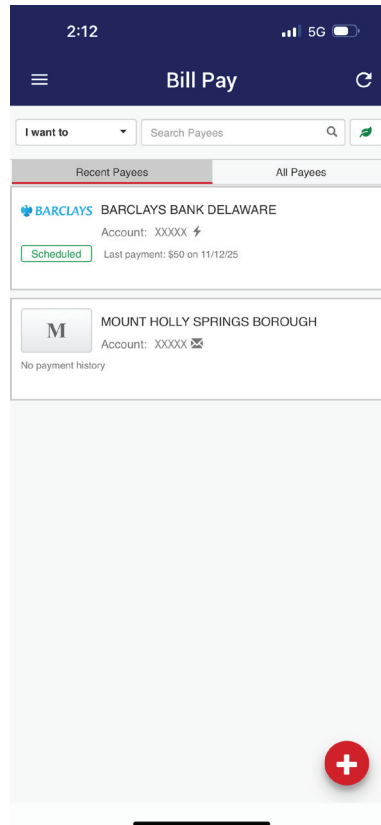 2:12 5G
Bill Pay
I want to Search Payees
Recent Payees All Payees
BARCLAYS BARCLAYS BANK DELAWARE
Account: XXXXX
Scheduled Last payment: $50 on 11/12/25
M MOUNT HOLLY SPRINGS BOROUGH
Account: XXXXX
No payment history